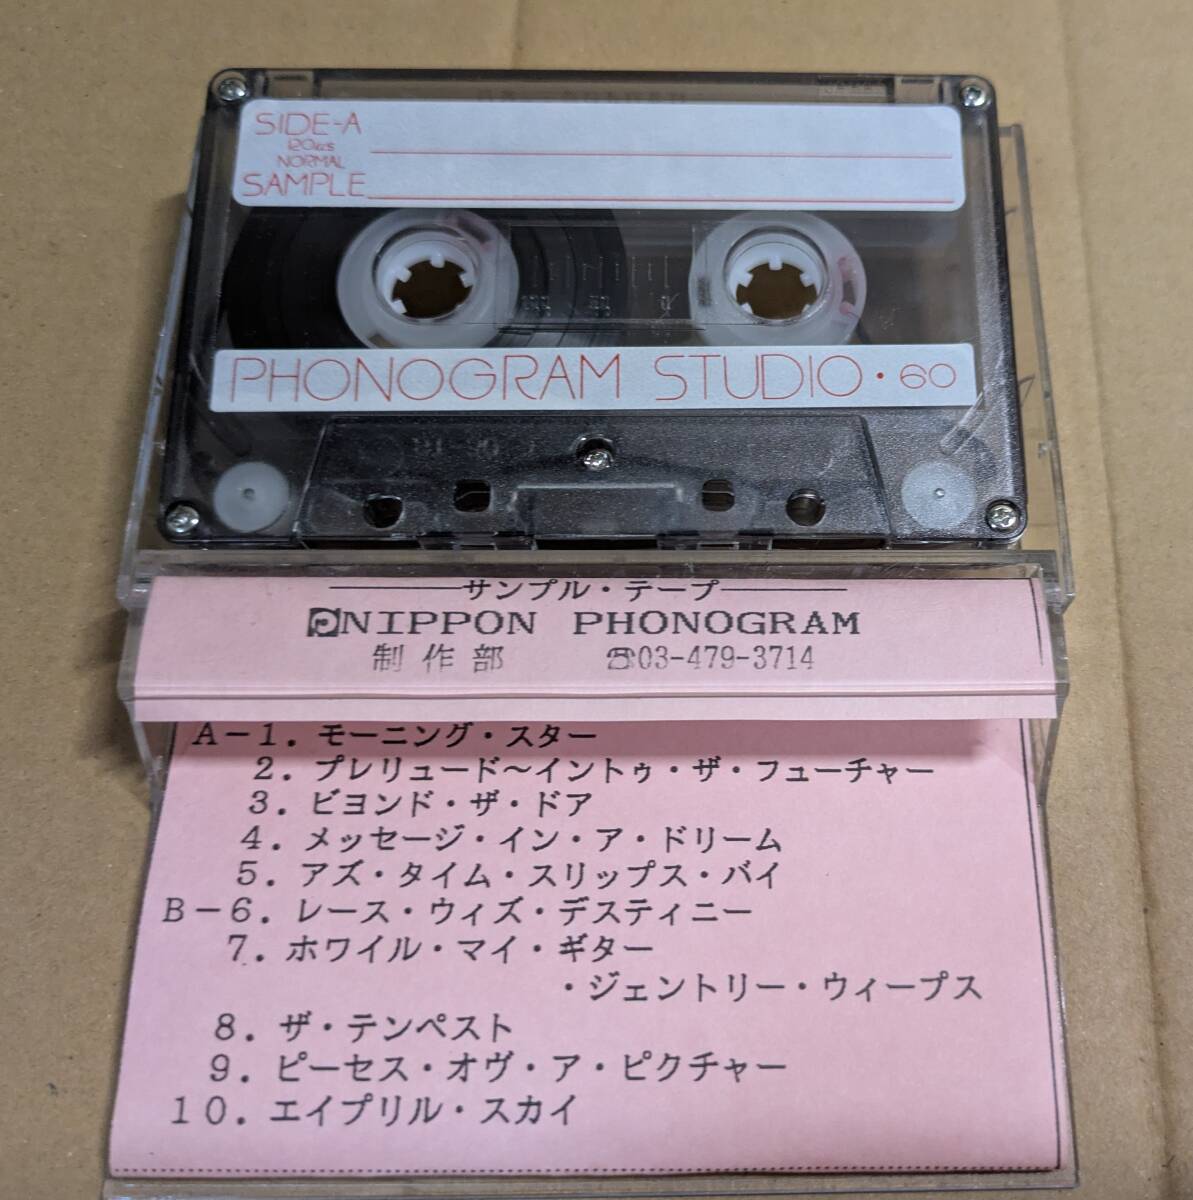 SIDE-A
120μs
NORMAL
SAMPLE
100 50 0
PHONOGRAM STUDIO・60
サンプル・テープ
NIPPON PHONOGRAM
制作部 ☎03-479-3714
A-1. モーニング・スター
2. プレリュード～イントゥ・ザ・フューチャー
3. ビヨンド・ザ・ドア
4. メッセージ・イン・ア・ドリーム
5. アズ・タイム・スリップス・バイ
B-6. レース・ウィズ・デスティニー
7. ホワイル・マイ・ギター
・ジェントリー・ウィープス
8. ザ・テンペスト
9. ピーセス・オヴ・ア・ピクチャー
10. エイプリル・スカイ